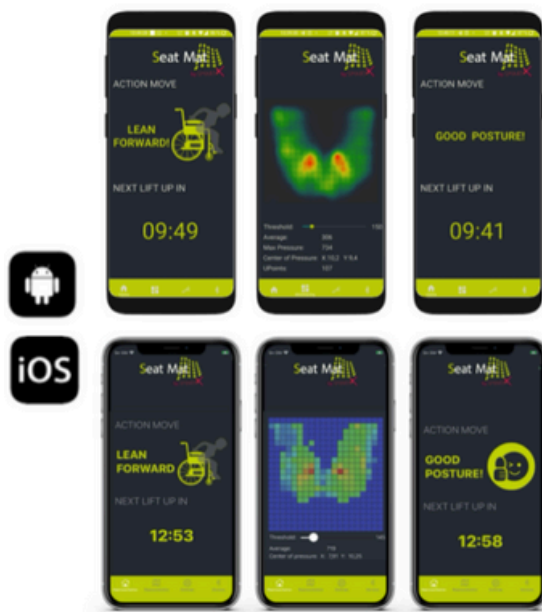 Seat Mat
ACTION MOVE
LEAN
FORWARD!
NEXT LIFT UP IN
09:49
Seat Mat
Threshold
Average:
Max Pressure:
734
Center of Pressure:
UPoints:
107
Seat Mat
ACTION MOVE
GOOD POSTURE!
NEXT LIFT UP IN
09:41
iOS
Seat Mat
ACTION MOVE
LEAN
FORWARD
NEXT LIFT UP IN
12:53
Seat Mat
Threshold
Average:
Center of pressure:
Seat Mat
ACTION MOVE
GOOD
POSTURE!
NEXT LIFT UP IN
12:58